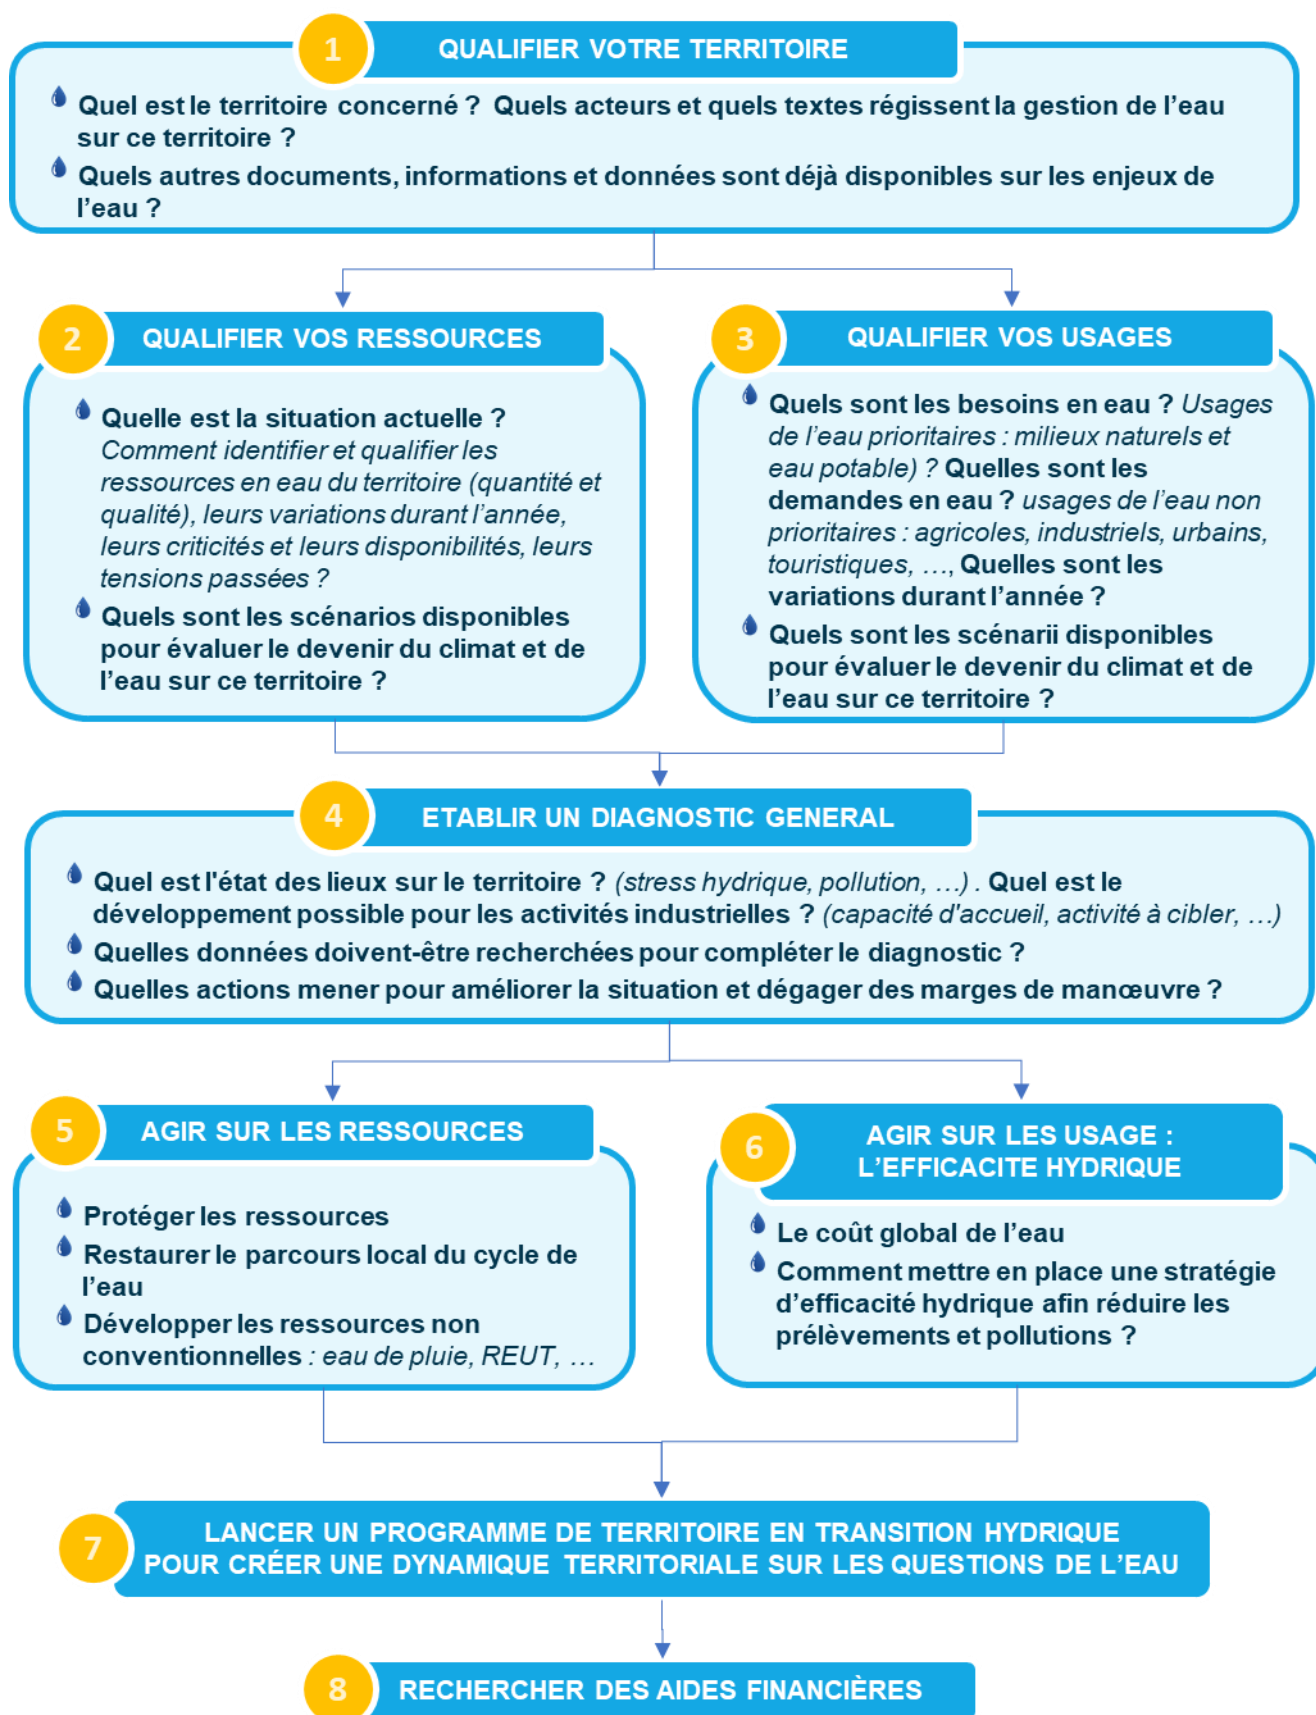 1
QUALIFIER VOTRE TERRITOIRE
Quel est le territoire concerné ? Quels acteurs et quels textes régissent la gestion de l’eau
sur ce territoire ?
Quels autres documents, informations et données sont déjà disponibles sur les enjeux de
l’eau ?
2
QUALIFIER VOS RESSOURCES
Quelle est la situation actuelle ?
Comment identifier et qualifier les
ressources en eau du territoire (quantité et
qualité), leurs variations durant l’année,
leurs criticités et leurs disponibilités, leurs
tensions passées ?
Quels sont les scénarios disponibles
pour évaluer le devenir du climat et de
l’eau sur ce territoire ?
3
QUALIFIER VOS USAGES
Quels sont les besoins en eau ? Usages
de l’eau prioritaires : milieux naturels et
eau potable) ? Quelles sont les
demandes en eau ? usages de l’eau non
prioritaires : agricoles, industriels, urbains,
touristiques, …, Quelles sont les
variations durant l’année ?
Quels sont les scénarii disponibles
pour évaluer le devenir du climat et de
l’eau sur ce territoire ?
4
ETABLIR UN DIAGNOSTIC GENERAL
Quel est l'état des lieux sur le territoire ? (stress hydrique, pollution, …) . Quel est le
développement possible pour les activités industrielles ? (capacité d'accueil, activité à cibler, …)
Quelles données doivent-être recherchées pour compléter le diagnostic ?
Quelles actions mener pour améliorer la situation et dégager des marges de manœuvre ?
5
AGIR SUR LES RESSOURCES
Protéger les ressources
Restaurer le parcours local du cycle de
l’eau
Développer les ressources non
conventionnelles : eau de pluie, REUT, …
6
AGIR SUR LES USAGE :
L’EFFICACITE HYDRIQUE
Le coût global de l’eau
Comment mettre en place une stratégie
d’efficacité hydrique afin réduire les
prélèvements et pollutions ?
7
LANCER UN PROGRAMME DE TERRITOIRE EN TRANSITION HYDRIQUE
POUR CRÉER UNE DYNAMIQUE TERRITORIALE SUR LES QUESTIONS DE L’EAU
8
RECHERCHER DES AIDES FINANCIÈRES